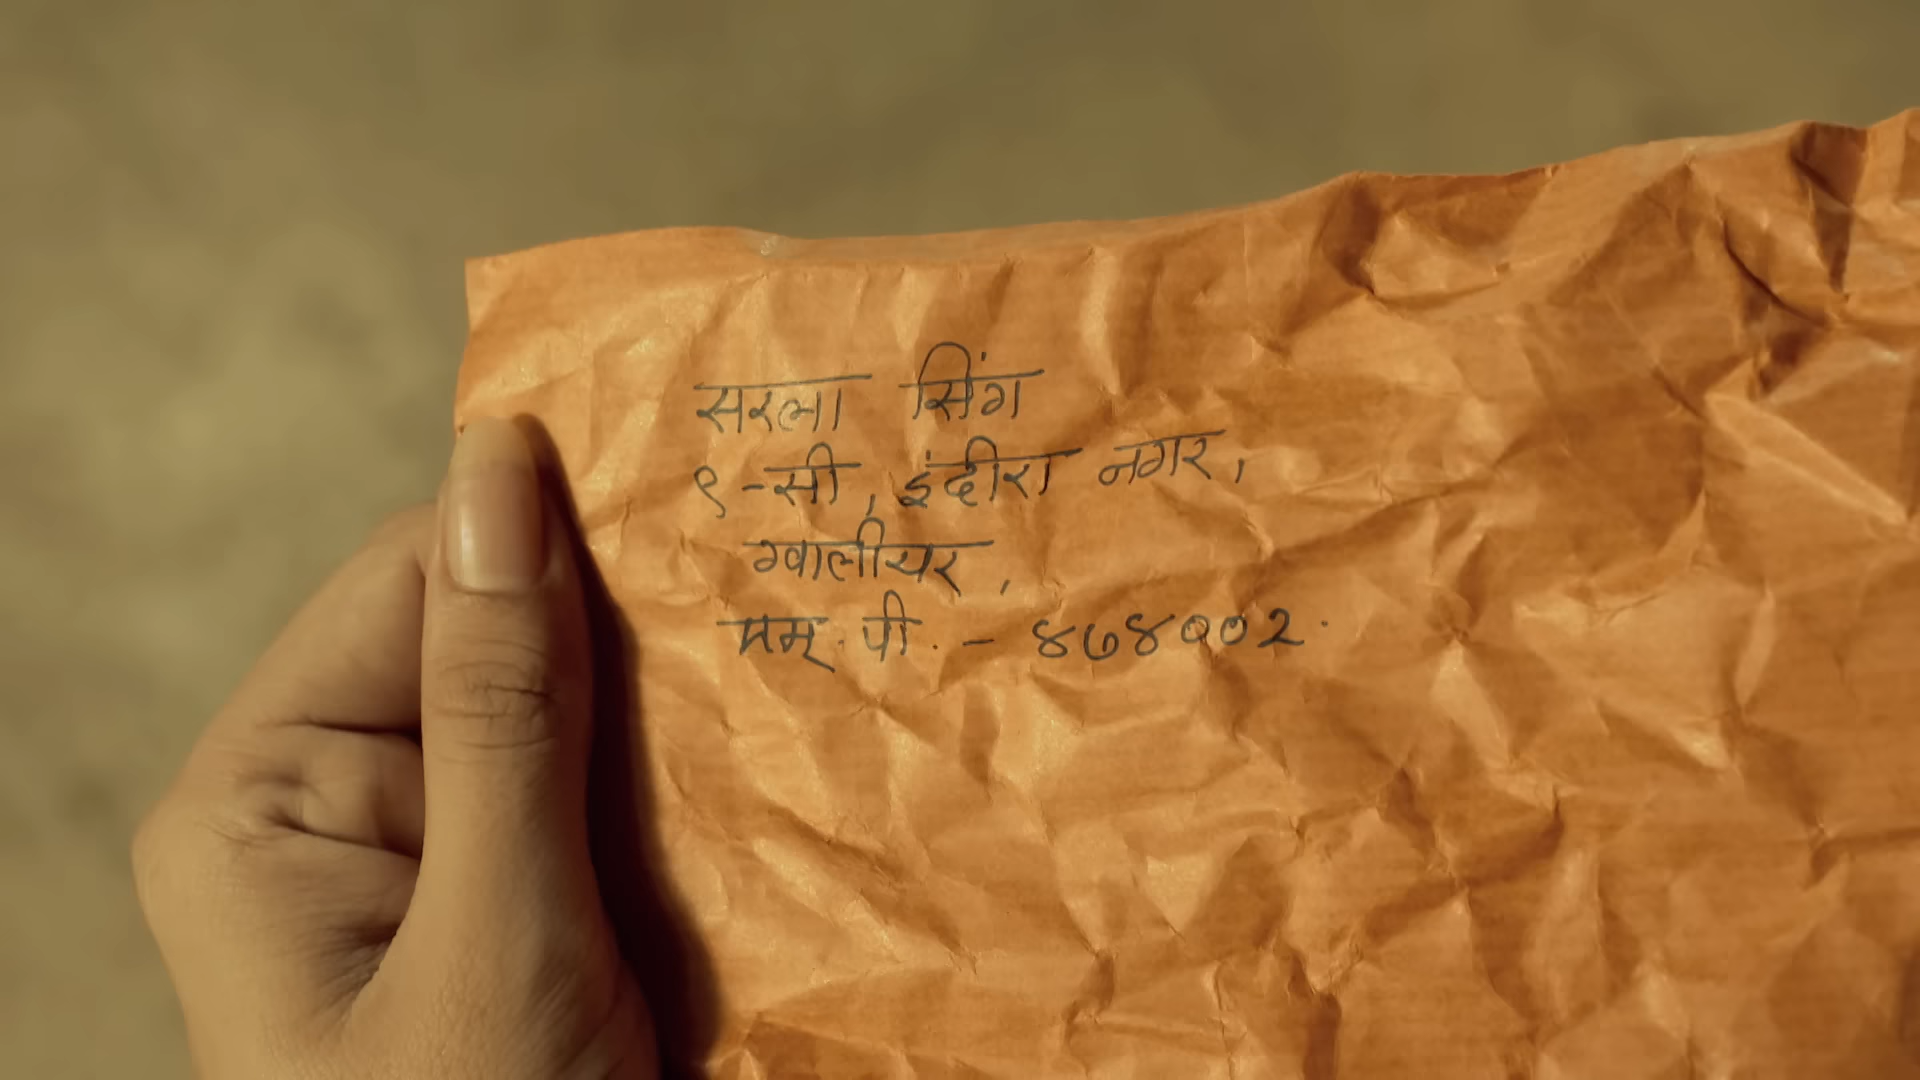 सरला सिंग
९-सी, इंदीरा नगर,
ग्वालीयर,
एम्. पी. - ४७४००२.